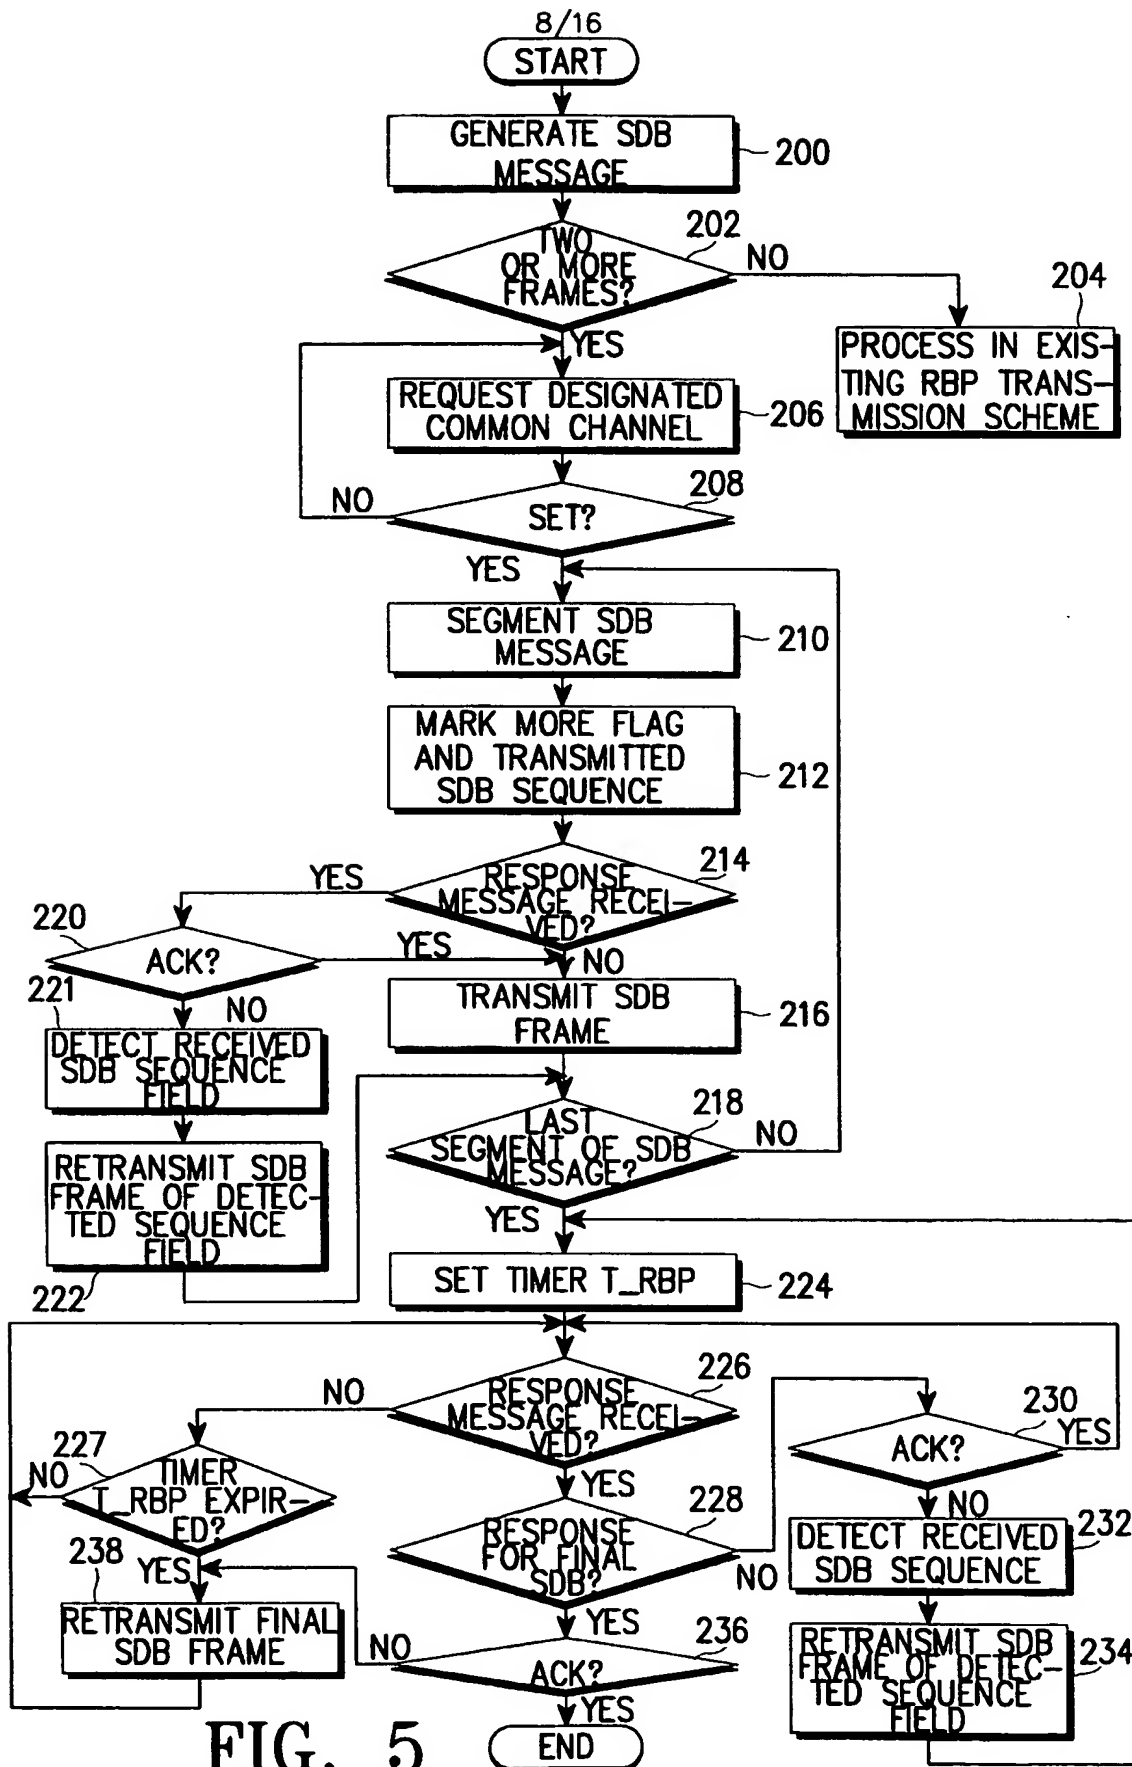 8/16
START
GENERATE SDB
MESSAGE
200
TWO
OR MORE
FRAMES?
202
NO
204
PROCESS IN EXIS-
TING RBP TRANS-
MISSION SCHEME
YES
REQUEST DESIGNATED
COMMON CHANNEL
206
NO
SET?
208
YES
SEGMENT SDB
MESSAGE
210
MARK MORE FLAG
AND TRANSMITTED
SDB SEQUENCE
212
YES
RESPONSE
MESSAGE RECEI-
VED?
214
220
ACK?
YES
NO
TRANSMIT SDB
FRAME
216
221
NO
DETECT RECEIVED
SDB SEQUENCE
FIELD
LAST
SEGMENT OF SDB
MESSAGE?
218
NO
RETRANSMIT SDB
FRAME OF DETEC-
TED SEQUENCE
FIELD
222
YES
SET TIMER T_RBP
224
NO
RESPONSE
MESSAGE RECEI-
VED?
226
YES
227
NO
TIMER
T_RBP EXPIR-
ED?
YES
RESPONSE
FOR FINAL
SDB?
228
NO
ACK?
230
YES
NO
DETECT RECEIVED
SDB SEQUENCE
232
238
RETRANSMIT FINAL
SDB FRAME
YES
NO
ACK?
236
RETRANSMIT SDB
FRAME OF DETEC-
TED SEQUENCE
FIELD
234
YES
END
FIG. 5